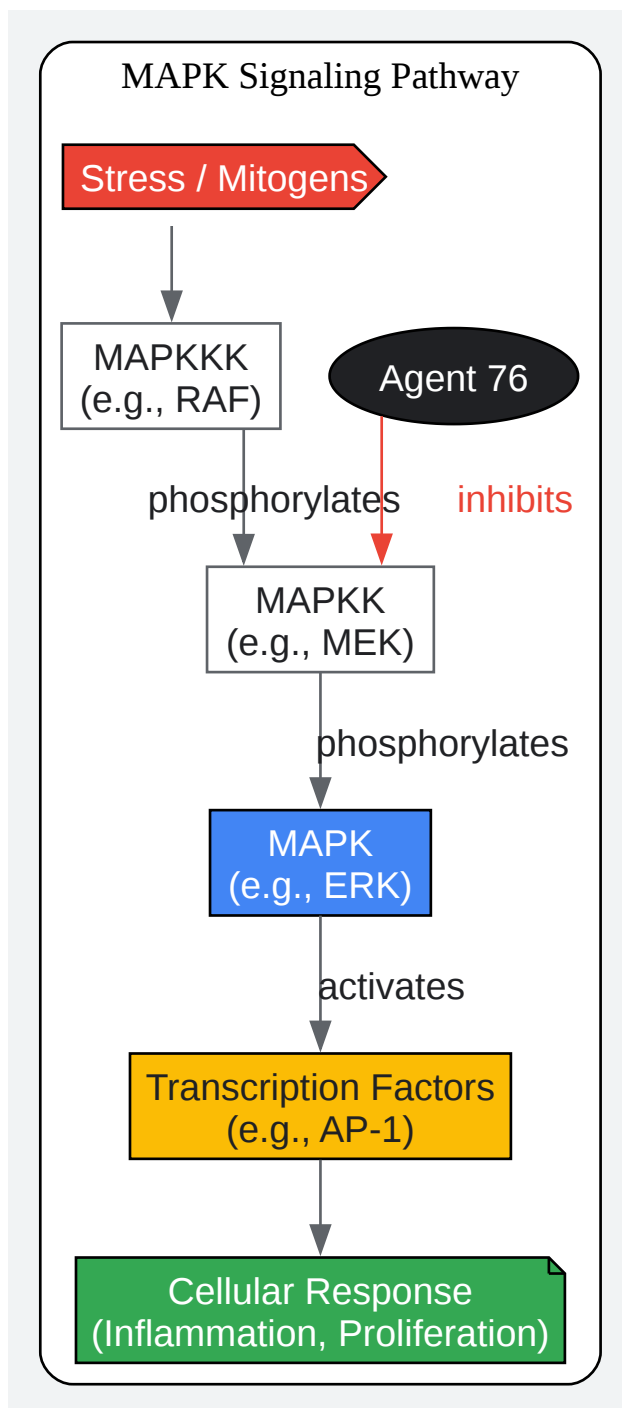 MAPK Signaling Pathway
Stress / Mitogens
MAPKKK
(e.g., RAF)
Agent 76
phosphorylates
inhibits
MAPKK
(e.g., MEK)
phosphorylates
MAPK
(e.g., ERK)
activates
Transcription Factors
(e.g., AP-1)
Cellular Response
(Inflammation, Proliferation)